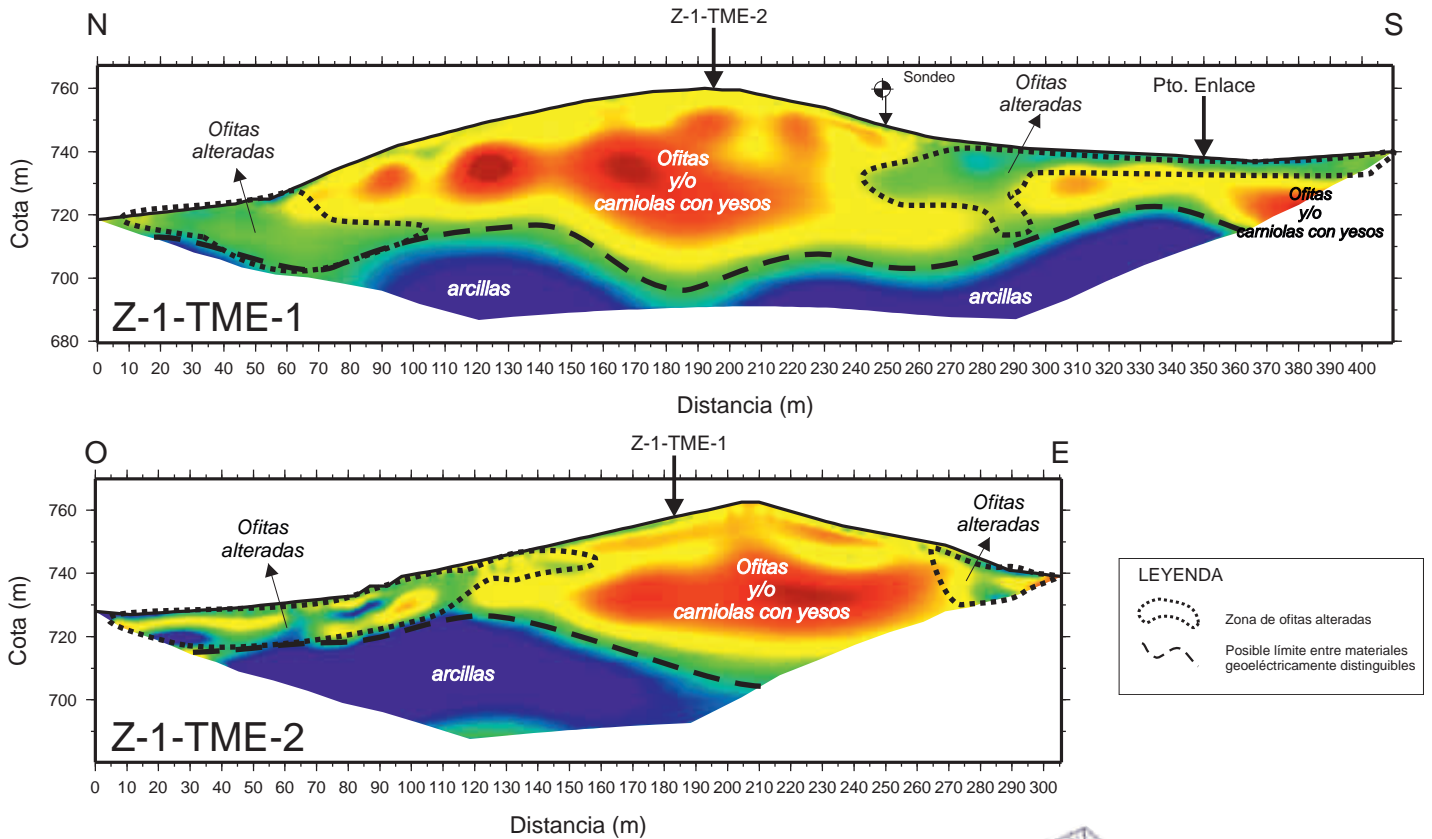 Z-1-TME-2
N
S
Sondeo
Ofitas
alteradas
Pto. Enlace
Ofitas
alteradas
Ofitas
y/o
carniolas con yesos
Ofitas
y/o
carniolas con yesos
arcillas
arcillas
Z-1-TME-1
Cota (m)
760
740
720
700
680
0 10 20 30 40 50 60 70 80 90 100 110 120 130 140 150 160 170 180 190 200 210 220 230 240 250 260 270 280 290 300 310 320 330 340 350 360 370 380 390 400
Distancia (m)
Z-1-TME-1
O
E
Ofitas
alteradas
Ofitas
alteradas
Ofitas
y/o
carniolas con yesos
arcillas
Z-1-TME-2
Cota (m)
760
740
720
700
0 10 20 30 40 50 60 70 80 90 100 110 120 130 140 150 160 170 180 190 200 210 220 230 240 250 260 270 280 290 300
Distancia (m)
LEYENDA
Zona de ofitas alteradas
Posible límite entre materiales
geoeléctricamente distinguibles